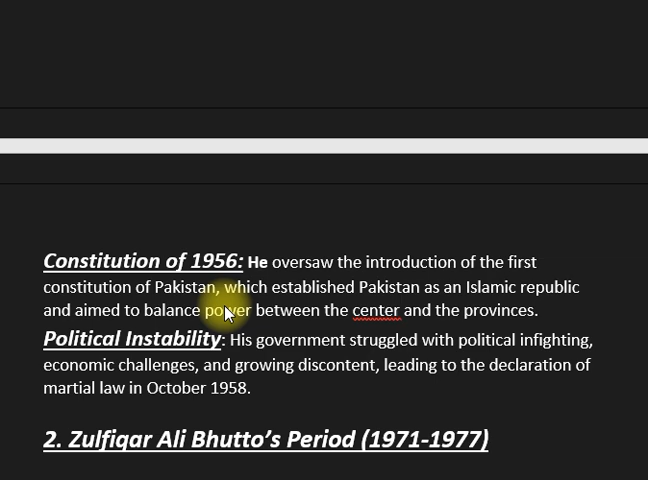 Constitution of 1956: He oversaw the introduction of the first
constitution of Pakistan, which established Pakistan as an Islamic republic
and aimed to balance power between the center and the provinces.
Political Instability: His government struggled with political infighting,
economic challenges, and growing discontent, leading to the declaration of
martial law in October 1958.
2. Zulfiqar Ali Bhutto’s Period (1971-1977)